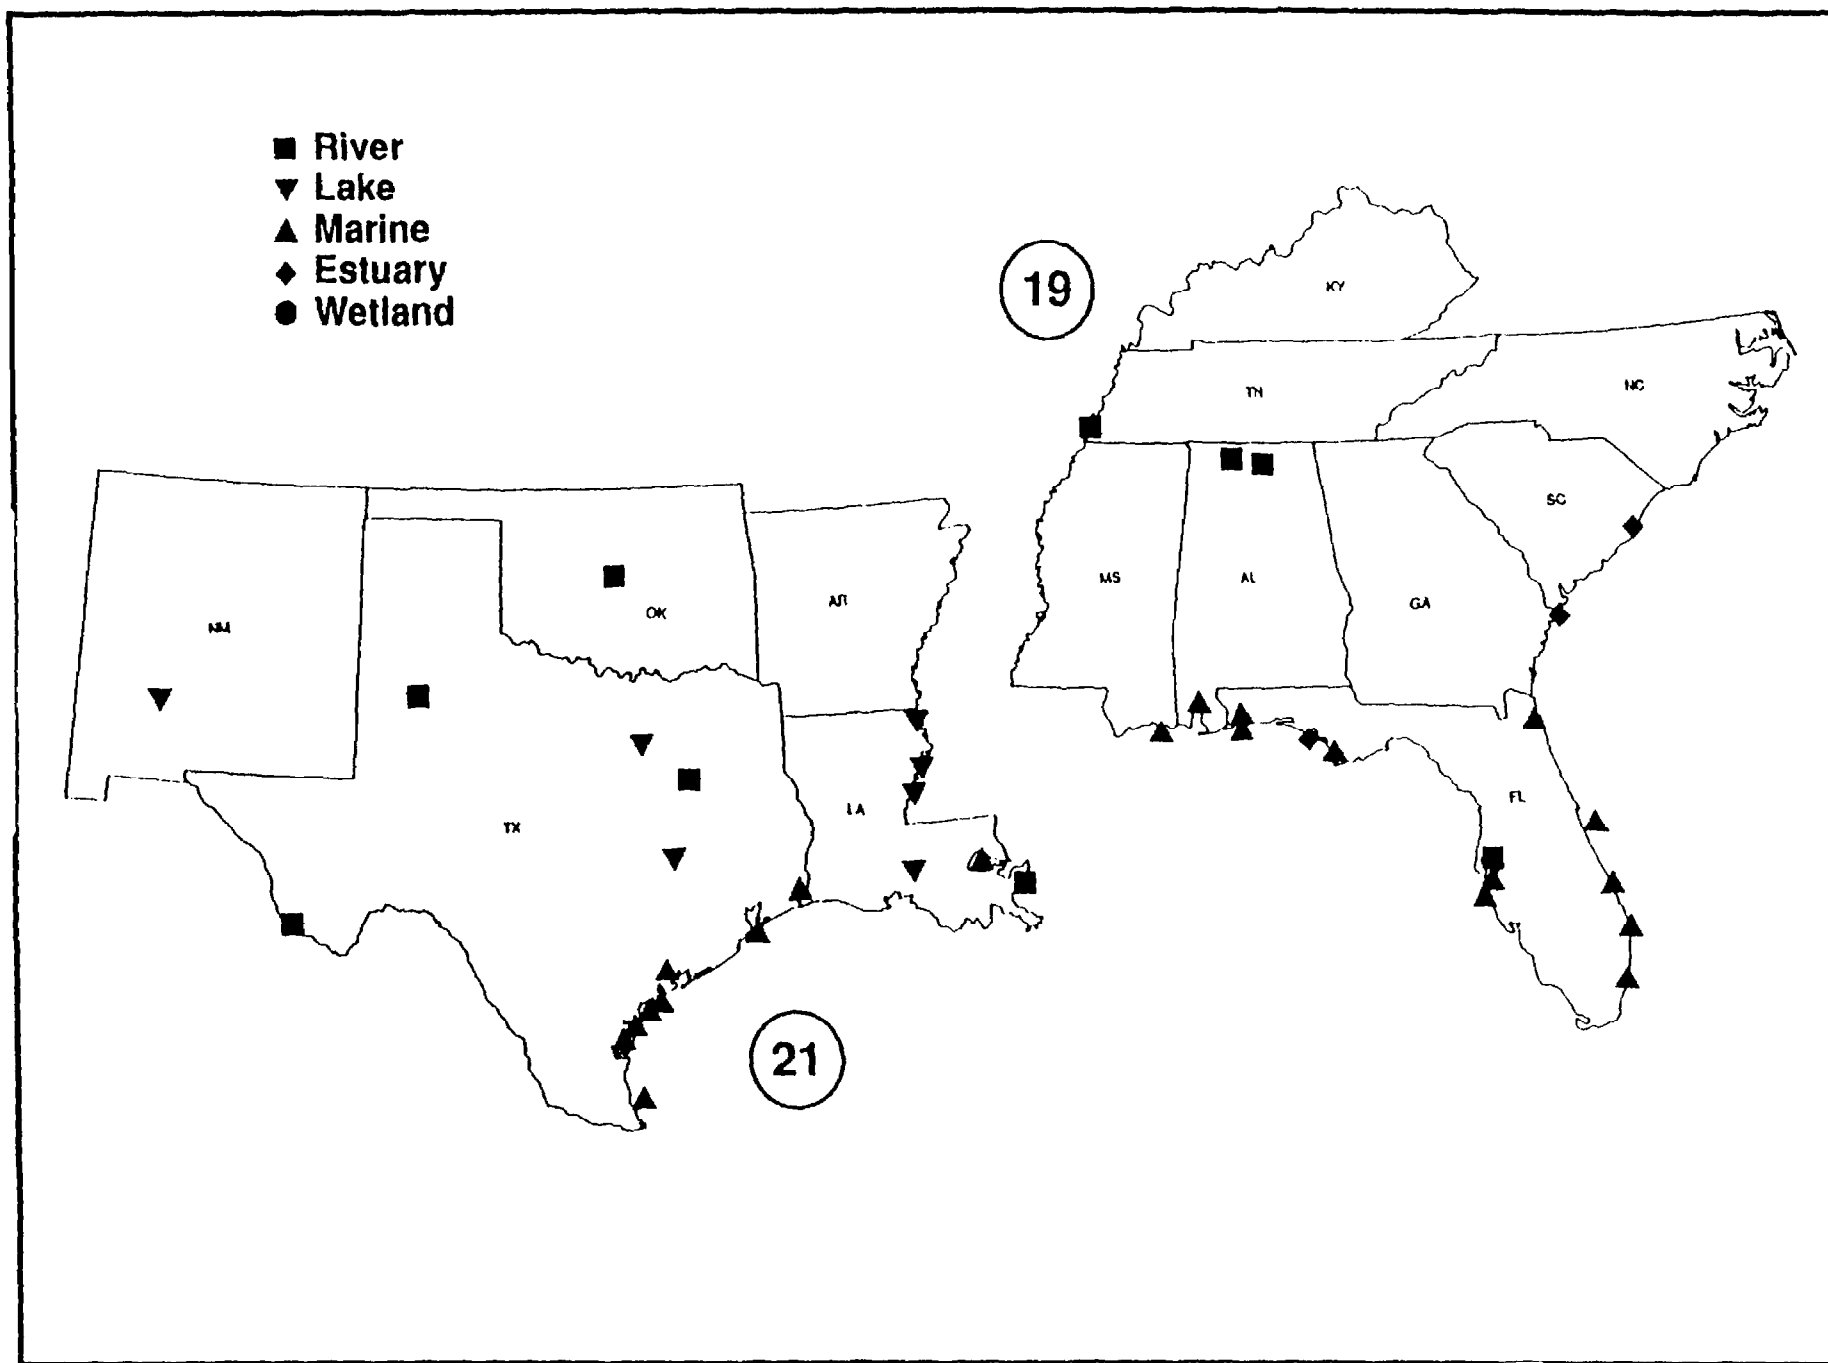 River
Lake
Marine
Estuary
Wetland
19
KY
TN
NC
SC
MS
AL
GA
NM
OK
AR
TX
LA
FL
21